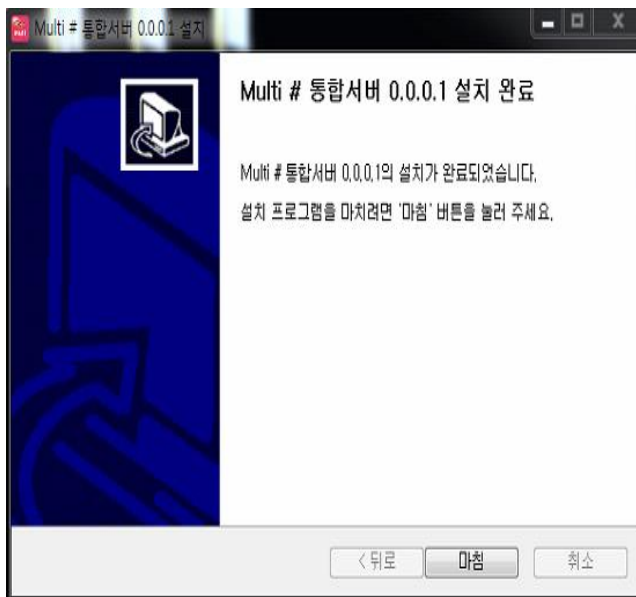 Multi # 통합서버 0.0.0.1 설치
Multi # 통합서버 0.0.0.1 설치 완료
Multi # 통합서버 0.0.0.1의 설치가 완료되었습니다.
설치 프로그램을 마치려면 '마침' 버튼을 눌러 주세요.
< 뒤로
마침
취소